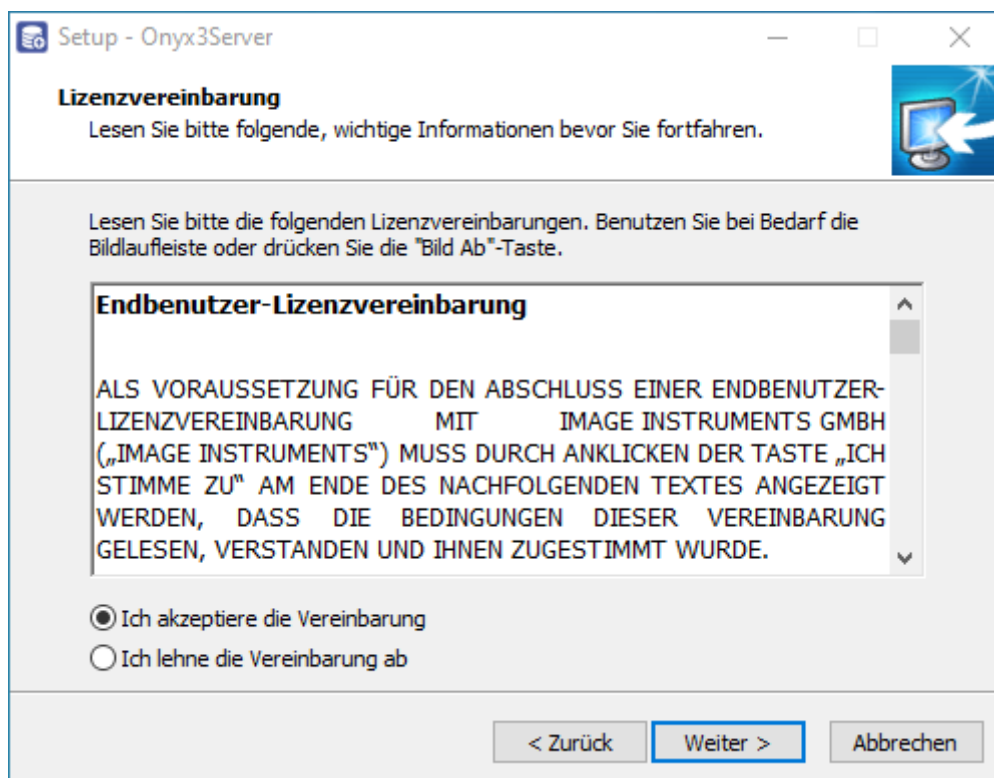 Setup - Onyx3Server
Lizenzvereinbarung
Lesen Sie bitte folgende, wichtige Informationen bevor Sie fortfahren.
Lesen Sie bitte die folgenden Lizenzvereinbarungen. Benutzen Sie bei Bedarf die
Bildlaufleiste oder drücken Sie die "Bild Ab"-Taste.
Endbenutzer-Lizenzvereinbarung
ALS VORAUSSETZUNG FÜR DEN ABSCHLUSS EINER ENDBENUTZER-
LIZENZVEREINBARUNG MIT IMAGE INSTRUMENTS GMBH
(„IMAGE INSTRUMENTS“) MUSS DURCH ANKLICKEN DER TASTE „ICH
STIMME ZU“ AM ENDE DES NACHFOLGENDEN TEXTES ANGEZEIGT
WERDEN, DASS DIE BEDINGUNGEN DIESER VEREINBARUNG
GELESEN, VERSTANDEN UND IHNEN ZUGESTIMMT WURDE.
Ich akzeptiere die Vereinbarung
Ich lehne die Vereinbarung ab
< Zurück
Weiter >
Abbrechen